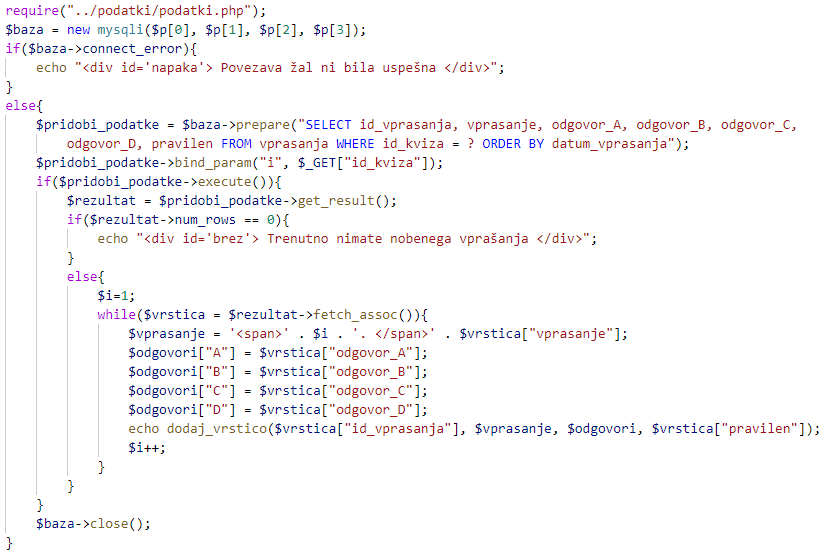 require("../podatki/podatki.php");
$baza = new mysqli($p[0], $p[1], $p[2], $p[3]);
if($baza->connect_error){
    echo "<div id='napaka'> Povezava žal ni bila uspešna </div>";
}
else{
    $pridobi_podatke = $baza->prepare("SELECT id_vprasanja, vprasanje, odgovor_A, odgovor_B, odgovor_C,
        odgovor_D, pravilen FROM vprasanja WHERE id_kviza = ? ORDER BY datum_vprasanja");
    $pridobi_podatke->bind_param("i", $_GET["id_kviza"]);
    if($pridobi_podatke->execute()){
        $rezultat = $pridobi_podatke->get_result();
        if($rezultat->num_rows == 0){
            echo "<div id='brez'> Trenutno nimate nobenega vprašanja </div>";
        }
        else{
            $i=1;
            while($vrstica = $rezultat->fetch_assoc()){
                $vprasanje = '<span>' . $i . '. </span>' . $vrstica["vprasanje"];
                $odgovori["A"] = $vrstica["odgovor_A"];
                $odgovori["B"] = $vrstica["odgovor_B"];
                $odgovori["C"] = $vrstica["odgovor_C"];
                $odgovori["D"] = $vrstica["odgovor_D"];
                echo dodaj_vrstico($vrstica["id_vprasanja"], $vprasanje, $odgovori, $vrstica["pravilen"]);
                $i++;
            }
        }
    }
    $baza->close();
}